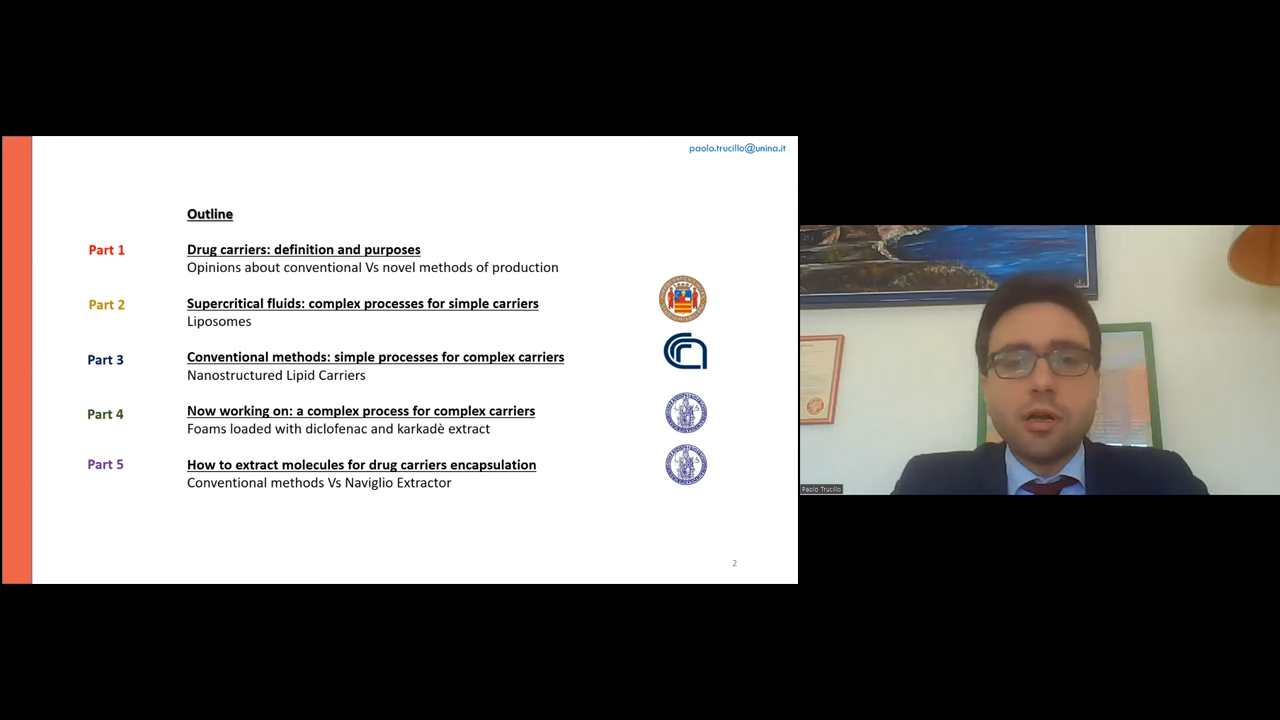 paolo.trucillo@unina.it
Outline
Part 1
Drug carriers: definition and purposes
Opinions about conventional Vs novel methods of production
Part 2
Supercritical fluids: complex processes for simple carriers
Liposomes
Part 3
Conventional methods: simple processes for complex carriers
Nanostructured Lipid Carriers
Part 4
Now working on: a complex process for complex carriers
Foams loaded with diclofenac and karkadè extract
Part 5
How to extract molecules for drug carriers encapsulation
Conventional methods Vs Naviglio Extractor
2
Paolo Trucillo